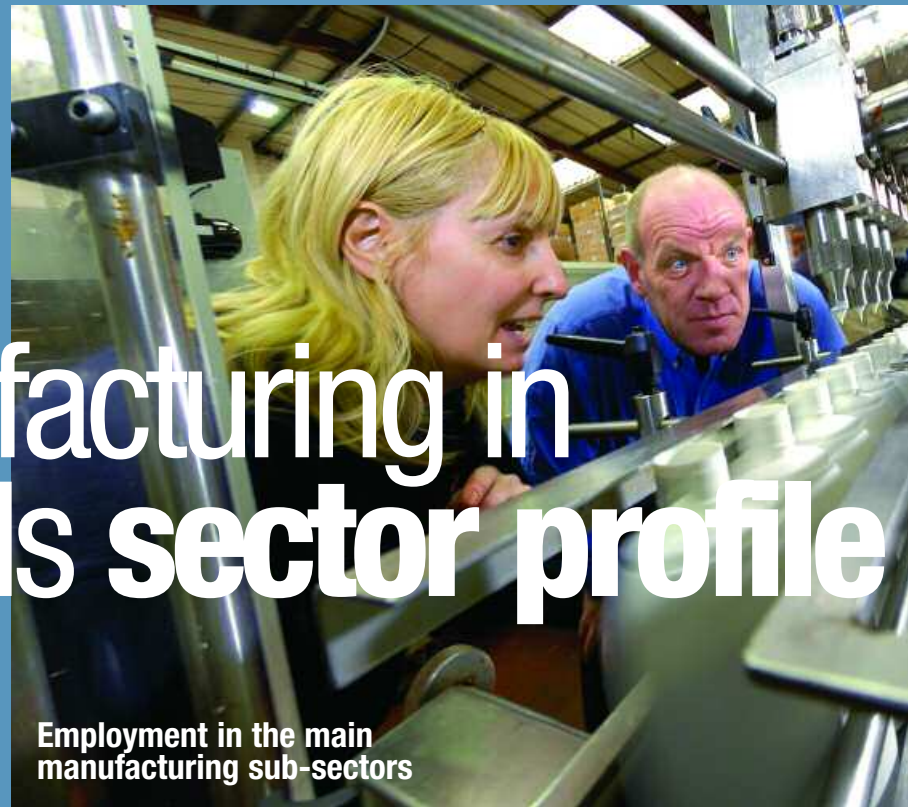 facturing in
ls sector profile
Employment in the main
manufacturing sub-sectors